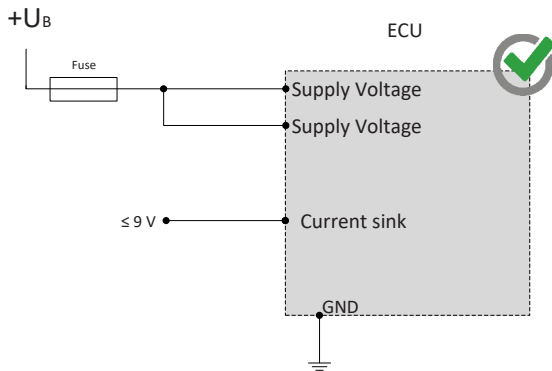 +UB
ECU
Fuse
Supply Voltage
Supply Voltage
≤ 9 V
Current sink
GND